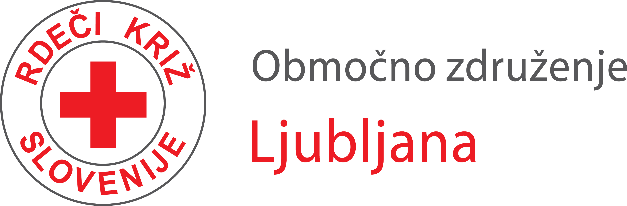 RDEČI KRIŽ
SLOVENIJE
Območno združenje
Ljubljana